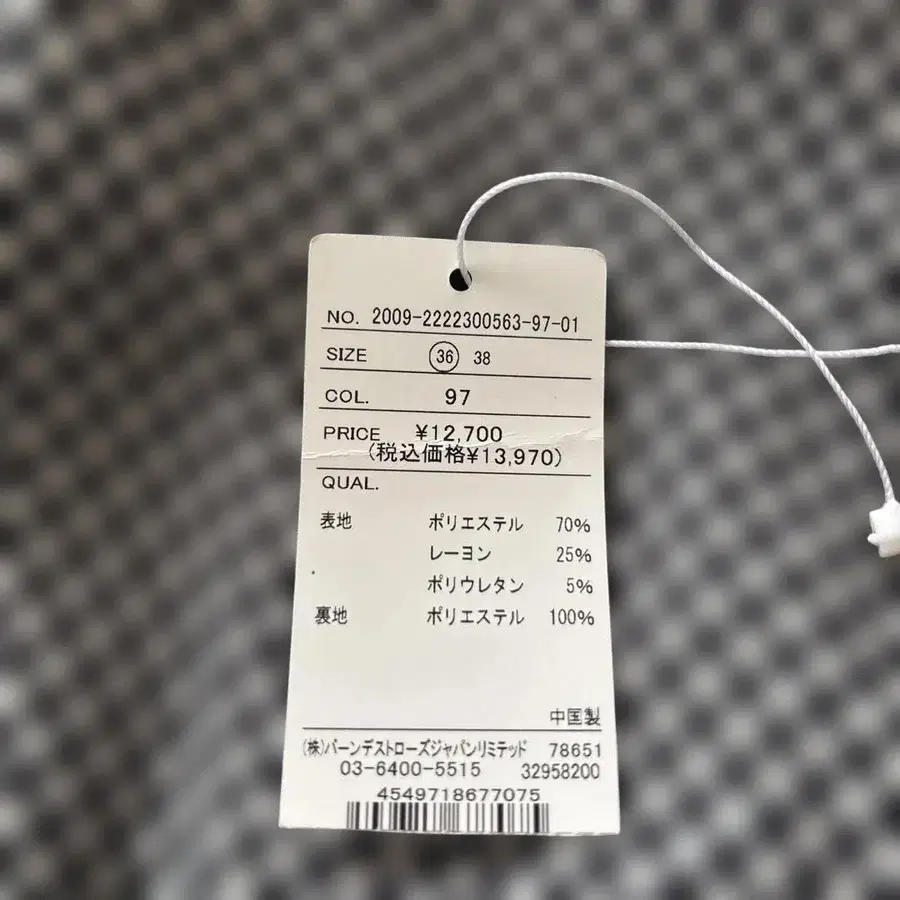 NO. 2009-2222300563-97-01
SIZE 36 38
COL. 97
PRICE ¥12,700
(税込価格¥13,970)
QUAL.
表地 ポリエステル 70%
レーヨン 25%
ポリウレタン 5%
裏地 ポリエステル 100%
中国製
(株)バーンデストローズジャパンリミテッド 78651
03-6400-5515 32958200
4549718677075